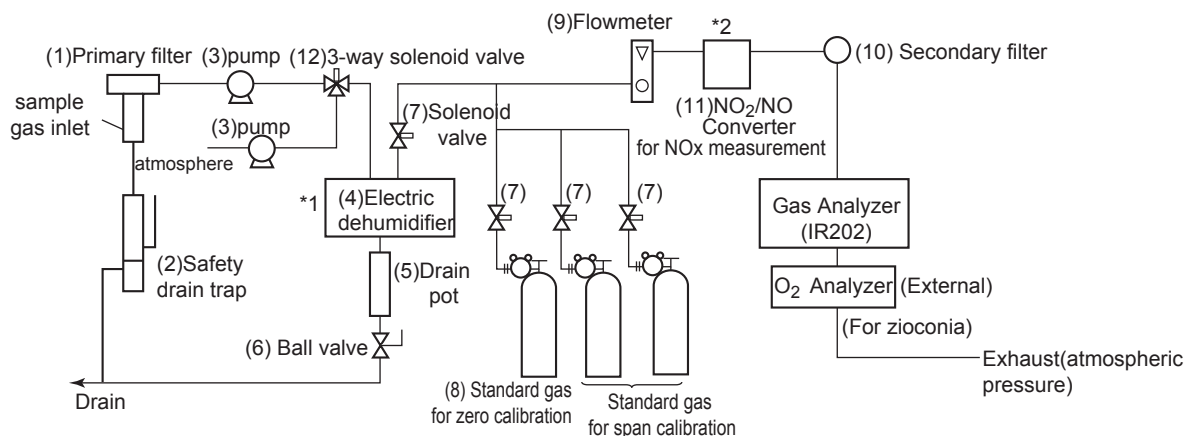 (9)Flowmeter
*2
(1)Primary filter
(3)pump
(12)3-way solenoid valve
(10) Secondary filter
sample
gas inlet
(7)Solenoid
valve
(11)NO₂/NO
Converter
for NOx measurement
(3)pump
atmosphere
*1
(4)Electric
dehumidifier
(7)
(7)
(7)
Gas Analyzer
(IR202)
(2)Safety
drain trap
(5)Drain
pot
O₂ Analyzer
(External)
(For zioconia)
(6) Ball valve
Exhaust(atmospheric
pressure)
Drain
(8) Standard gas
for zero calibration
Standard gas
for span calibration